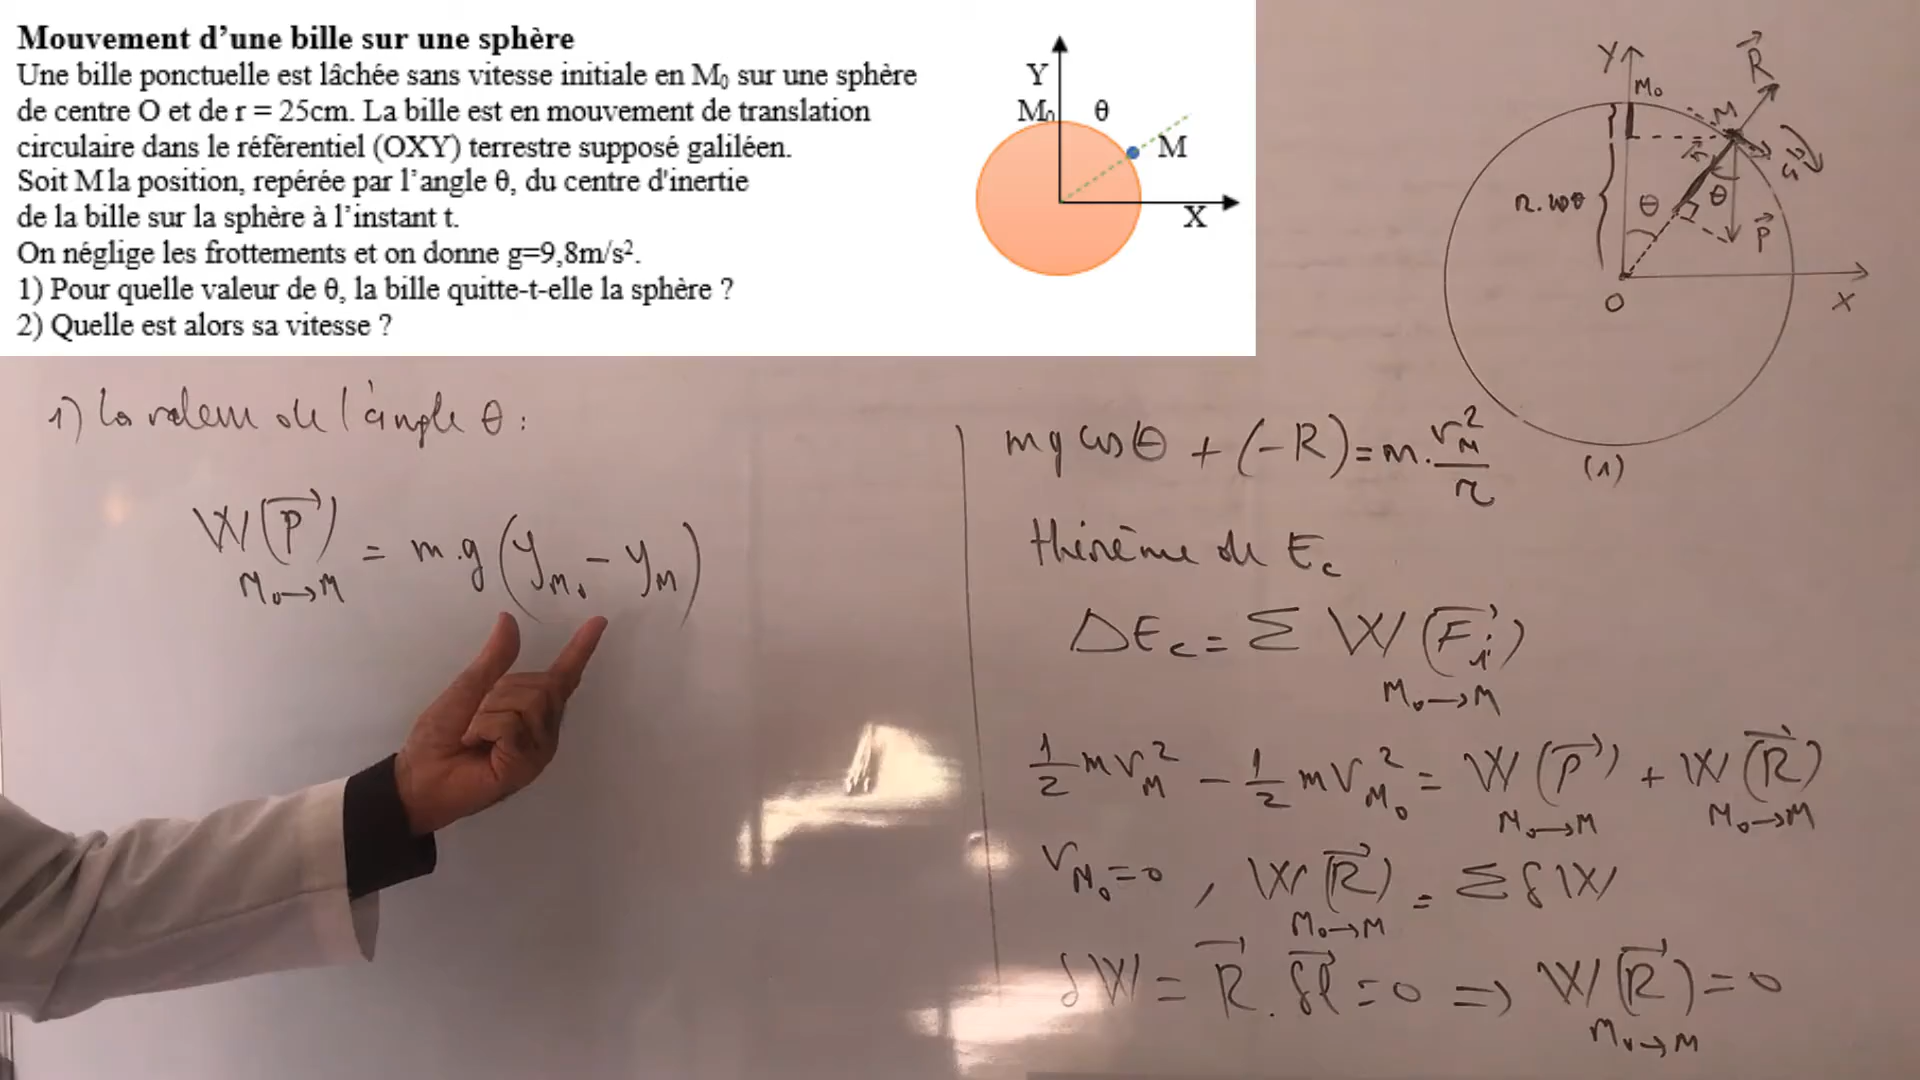 Mouvement d’une bille sur une sphère
Une bille ponctuelle est lâchée sans vitesse initiale en M₀ sur une sphère
de centre O et de r = 25cm. La bille est en mouvement de translation
circulaire dans le référentiel (OXY) terrestre supposé galiléen.
Soit M la position, repérée par l’angle θ, du centre d'inertie
de la bille sur la sphère à l’instant t.
On néglige les frottements et on donne g=9,8m/s².
1) Pour quelle valeur de θ, la bille quitte-t-elle la sphère ?
2) Quelle est alors sa vitesse ?
Y
M₀ θ
M
X
Y
M₀
M
R⃗
r.cosθ
θ
θ
P⃗
O
X
(1)
1) La valeur de l'angle θ :
W(P⃗) = m.g(y_M₀ - y_M)
M₀→M
mg cosθ + (-R) = m.v_M²/r
théorème de Ec
ΔEc = Σ W(F⃗i)
M₀→M
1/2 m v_M² - 1/2 m v_M₀² = W(P⃗) + W(R⃗)
M₀→M M₀→M
v_M₀ = 0 , W(R⃗) = Σ δW
M₀→M
δW = R⃗ . δl⃗ = 0 => W(R⃗) = 0
M₀→M